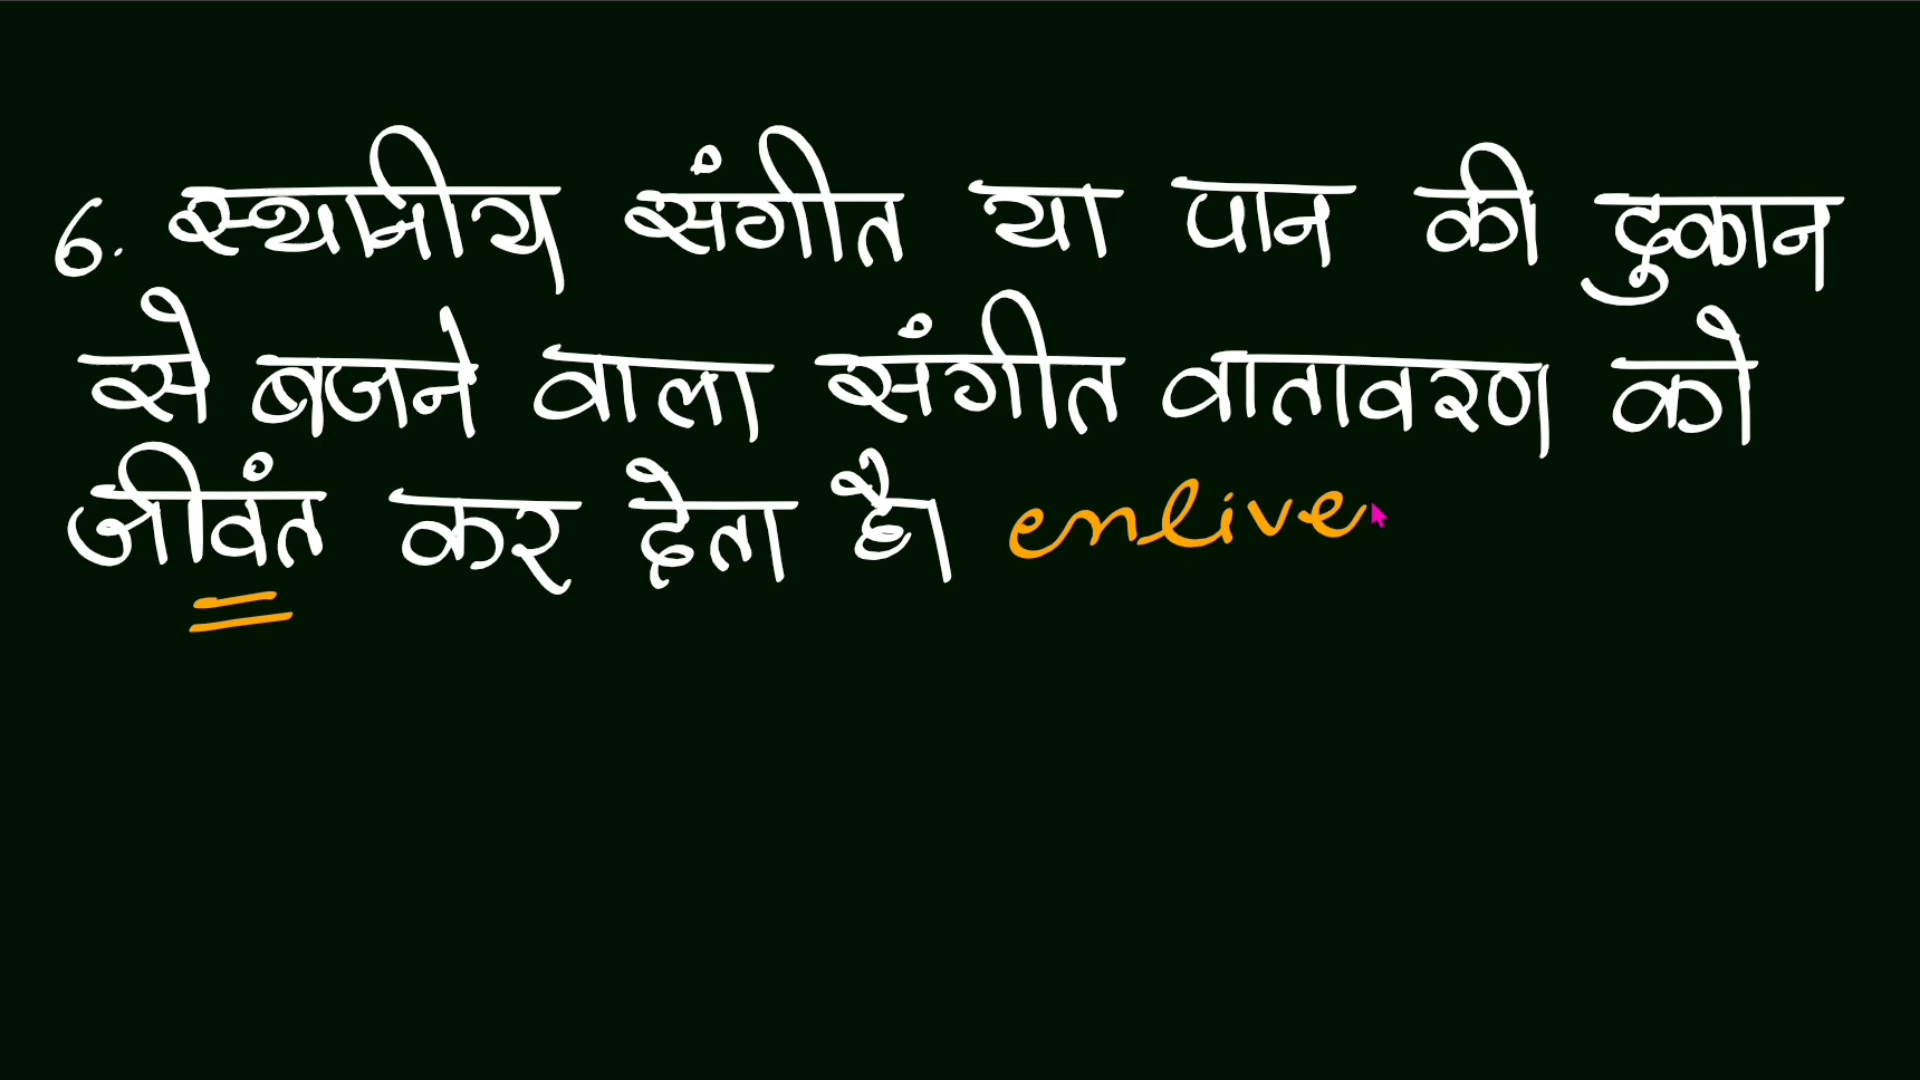 6. स्थानीय संगीत या पान की दुकान
से बजने वाला संगीत वातावरण को
जीवंत कर देता है। enlive